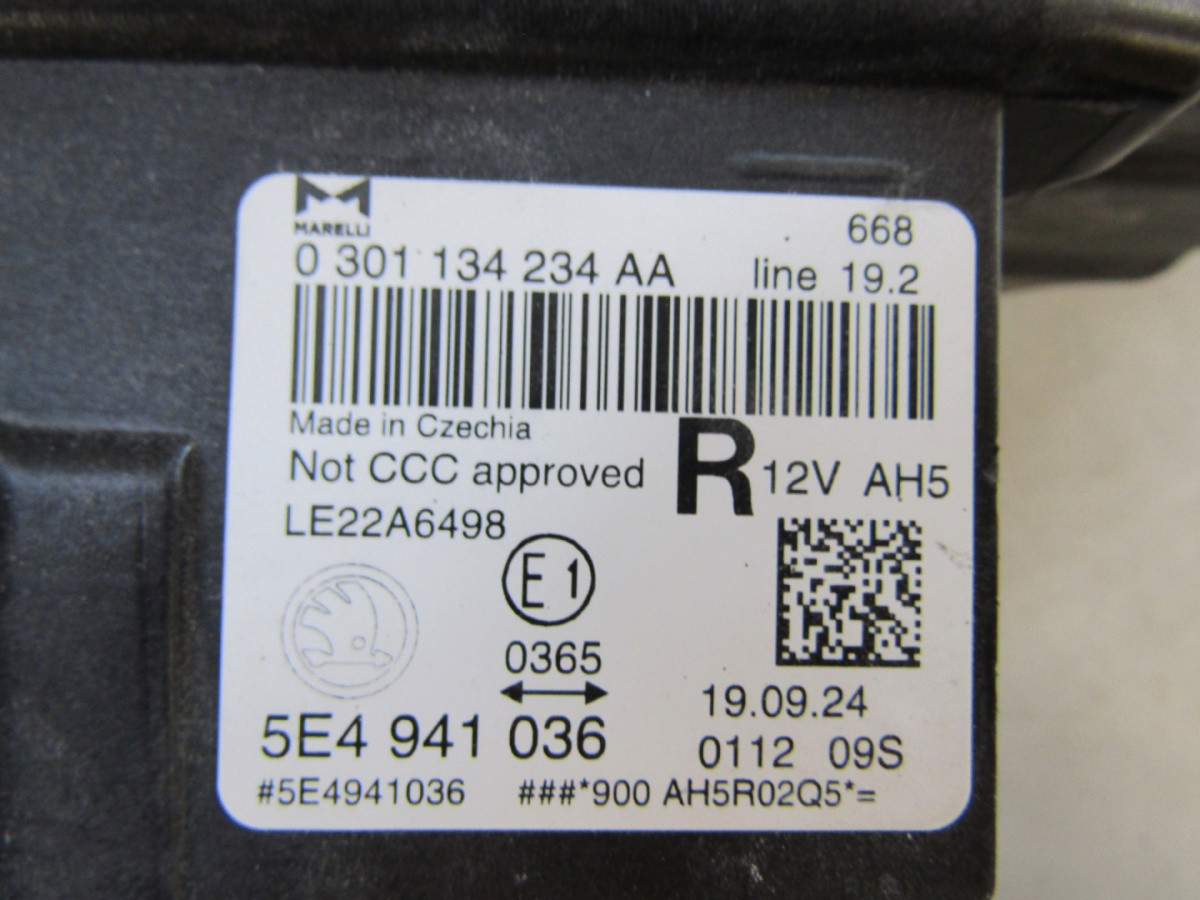 MARELLI
668
0 301 134 234 AA line 19.2
Made in Czechia
Not CCC approved R 12V AH5
LE22A6498
E1
0365
19.09.24
5E4 941 036
0112 09S
#5E4941036 ###*900 AH5R02Q5*=